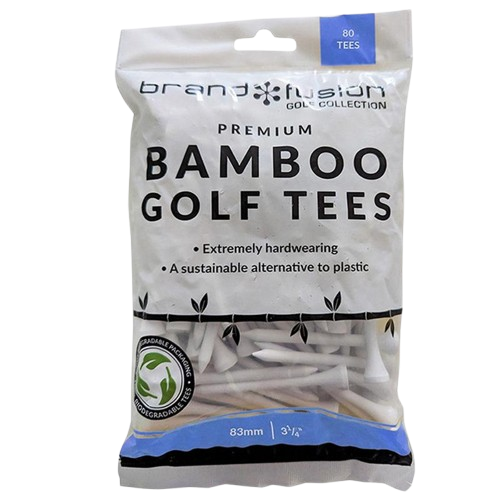 80
TEES
brand fusion
GOLF COLLECTION
PREMIUM
BAMBOO
GOLF TEES
• Extremely hardwearing
• A sustainable alternative to plastic
BIODEGRADABLE PACKAGING
BIODEGRADABLE TEES
83mm | 3¼"